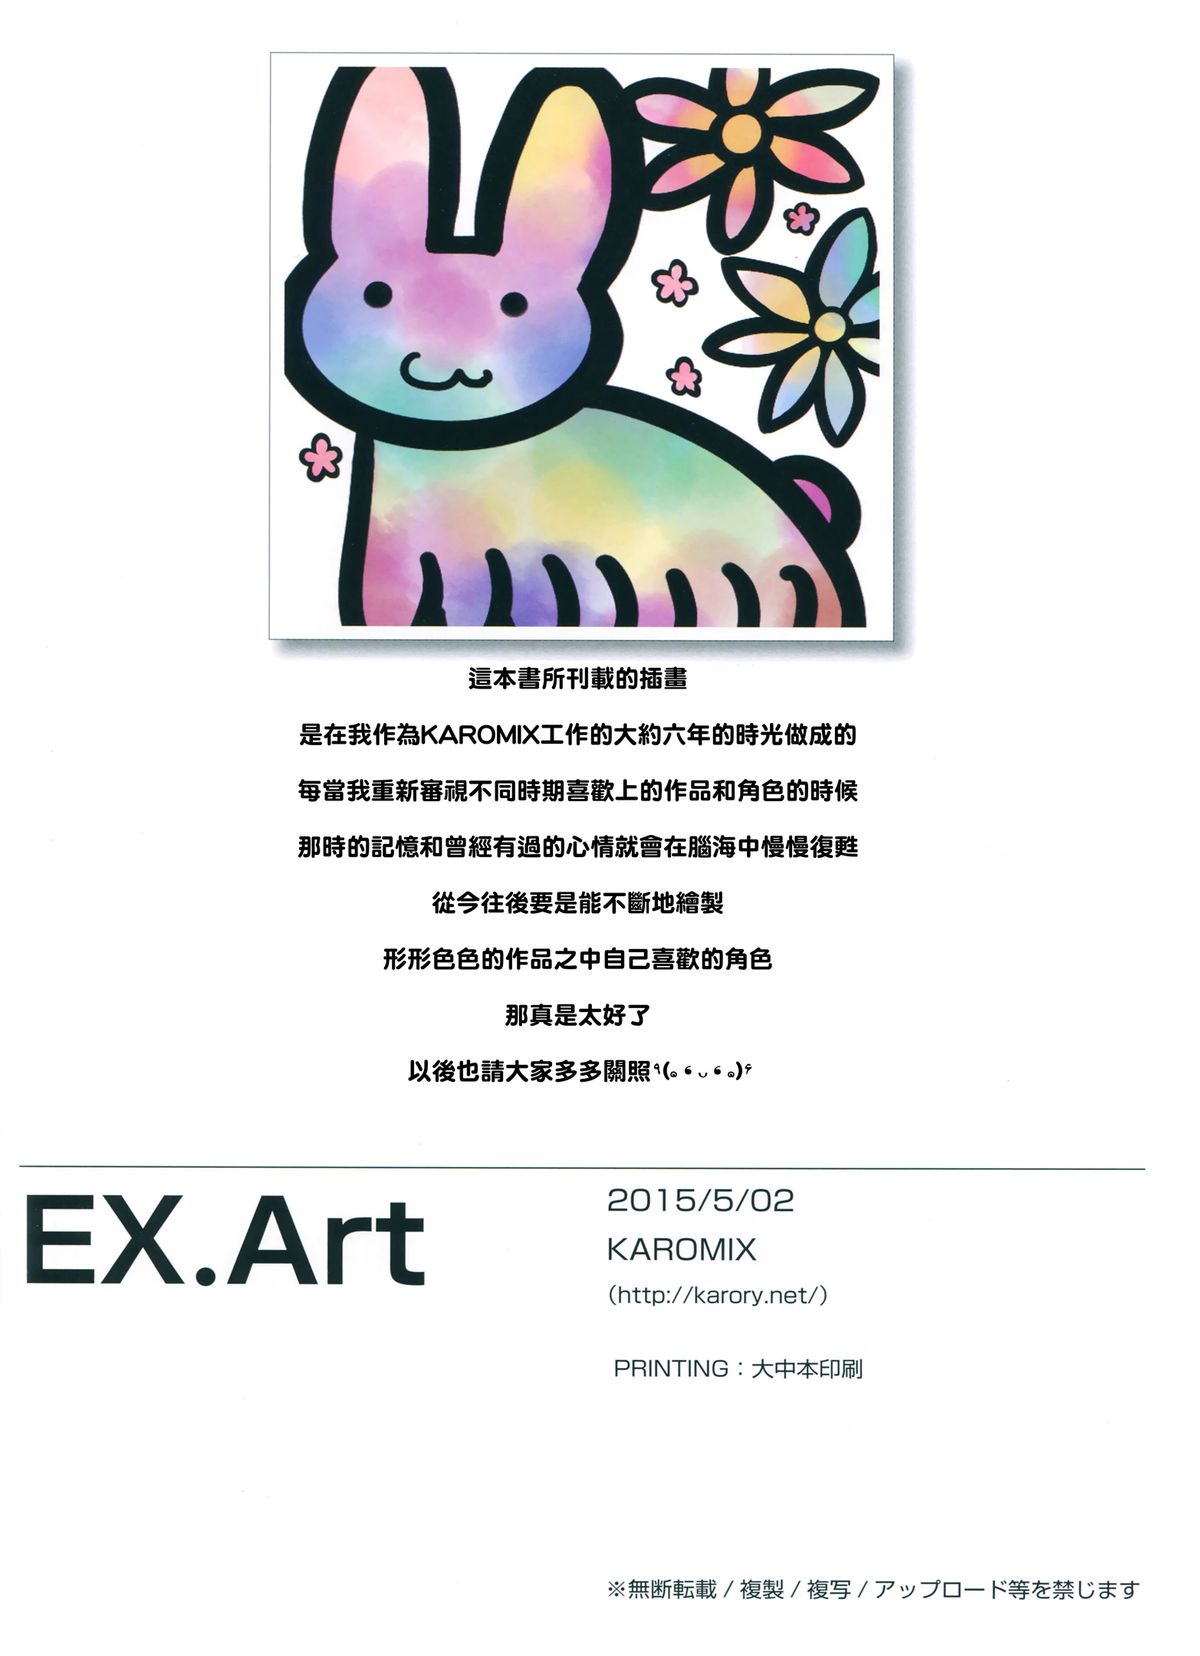 這本書所刊載的插畫
是在我作為KAROMIX工作的大約六年的時光做成的
每當我重新審視不同時期喜歡上的作品和角色的時候
那時的記憶和曾經有過的心情就會在腦海中慢慢復甦
從今往後要是能不斷地繪製
形形色色的作品之中自己喜歡的角色
那真是太好了
以後也請大家多多關照٩(๑❛ᴗ❛๑)۶
EX.Art
2015/5/02
KAROMIX
(http://karory.net/)
PRINTING：大中本印刷
※無断転載 / 複製 / 複写 / アップロード等を禁じます